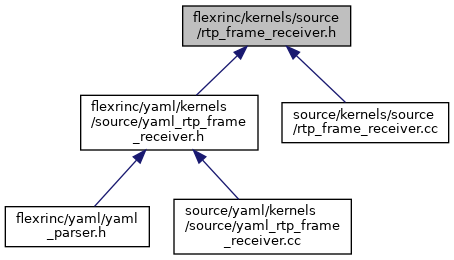 flexrinc/kernels/source
/rtp_frame_receiver.h
flexrinc/yaml/kernels
/source/yaml_rtp_frame
_receiver.h
source/kernels/source
/rtp_frame_receiver.cc
flexrinc/yaml/yaml
_parser.h
source/yaml/kernels
/source/yaml_rtp_frame
_receiver.cc